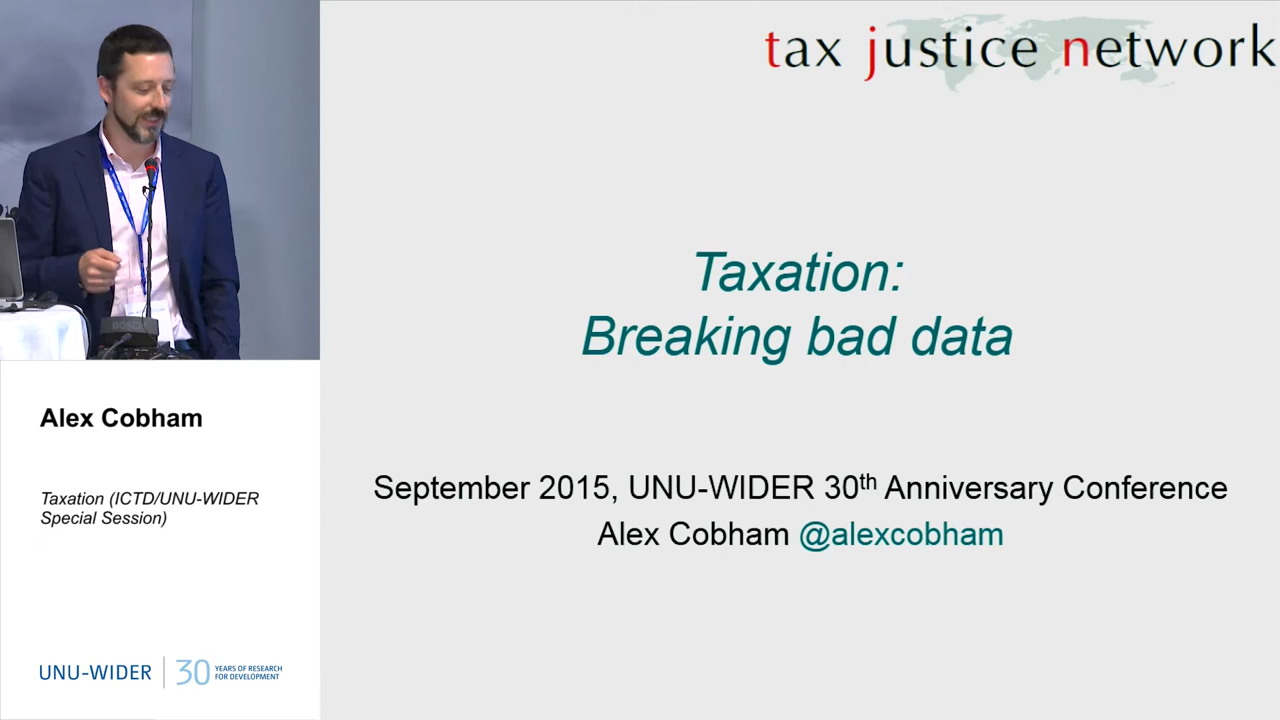 tax justice network
Taxation:
Breaking bad data
September 2015, UNU-WIDER 30th Anniversary Conference
Alex Cobham @alexcobham
BOSCH
Alex Cobham
Taxation (ICTD/UNU-WIDER
Special Session)
UNU-WIDER
30 YEARS OF RESEARCH
FOR DEVELOPMENT